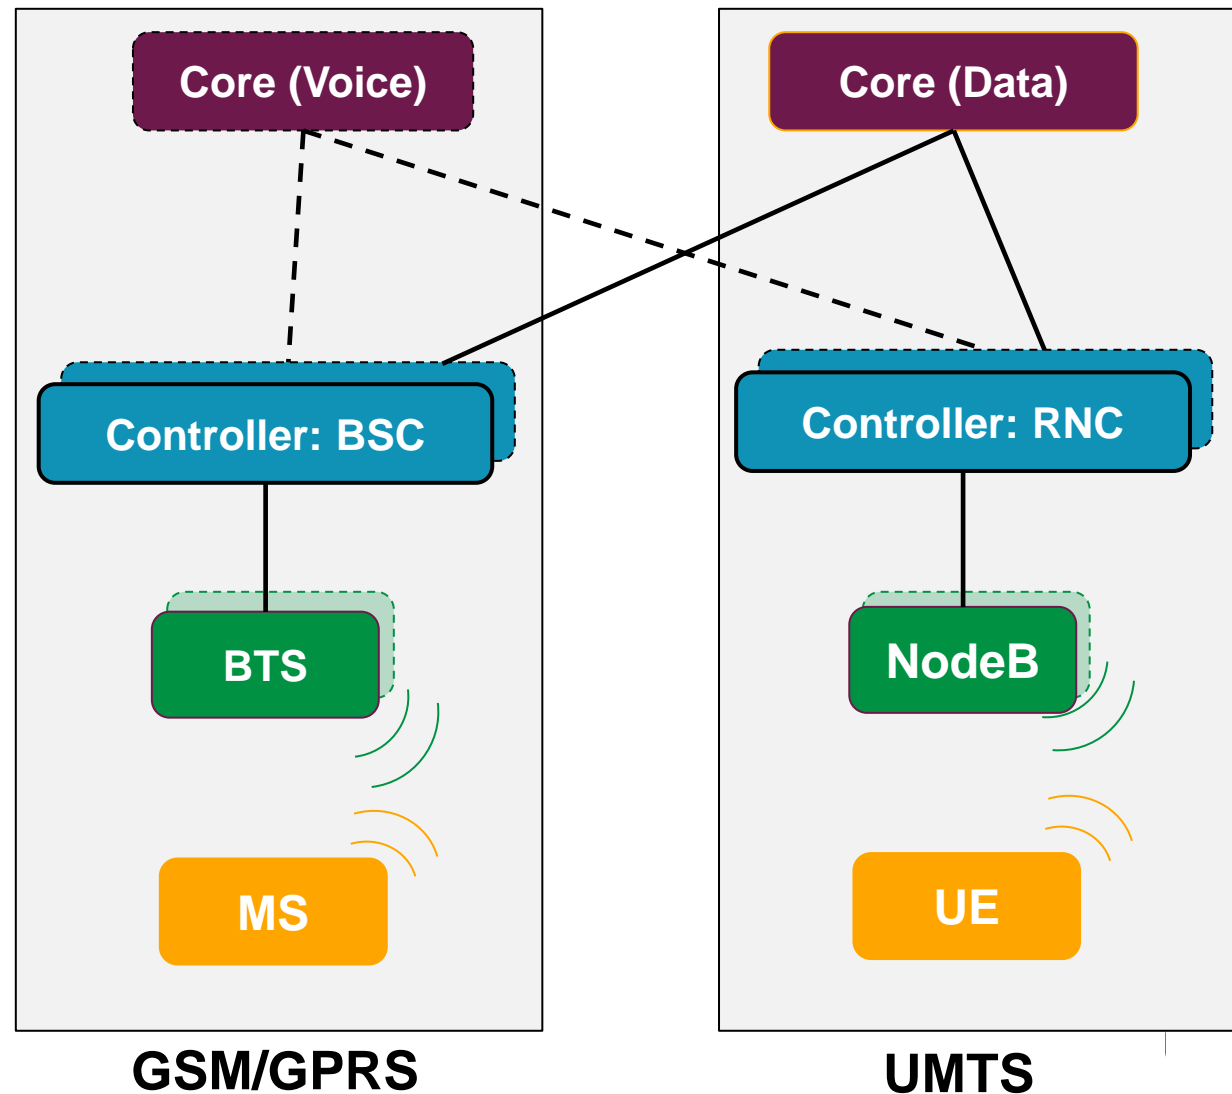 Core (Voice)
Core (Data)
Controller: BSC
Controller: RNC
BTS
NodeB
MS
UE
GSM/GPRS
UMTS